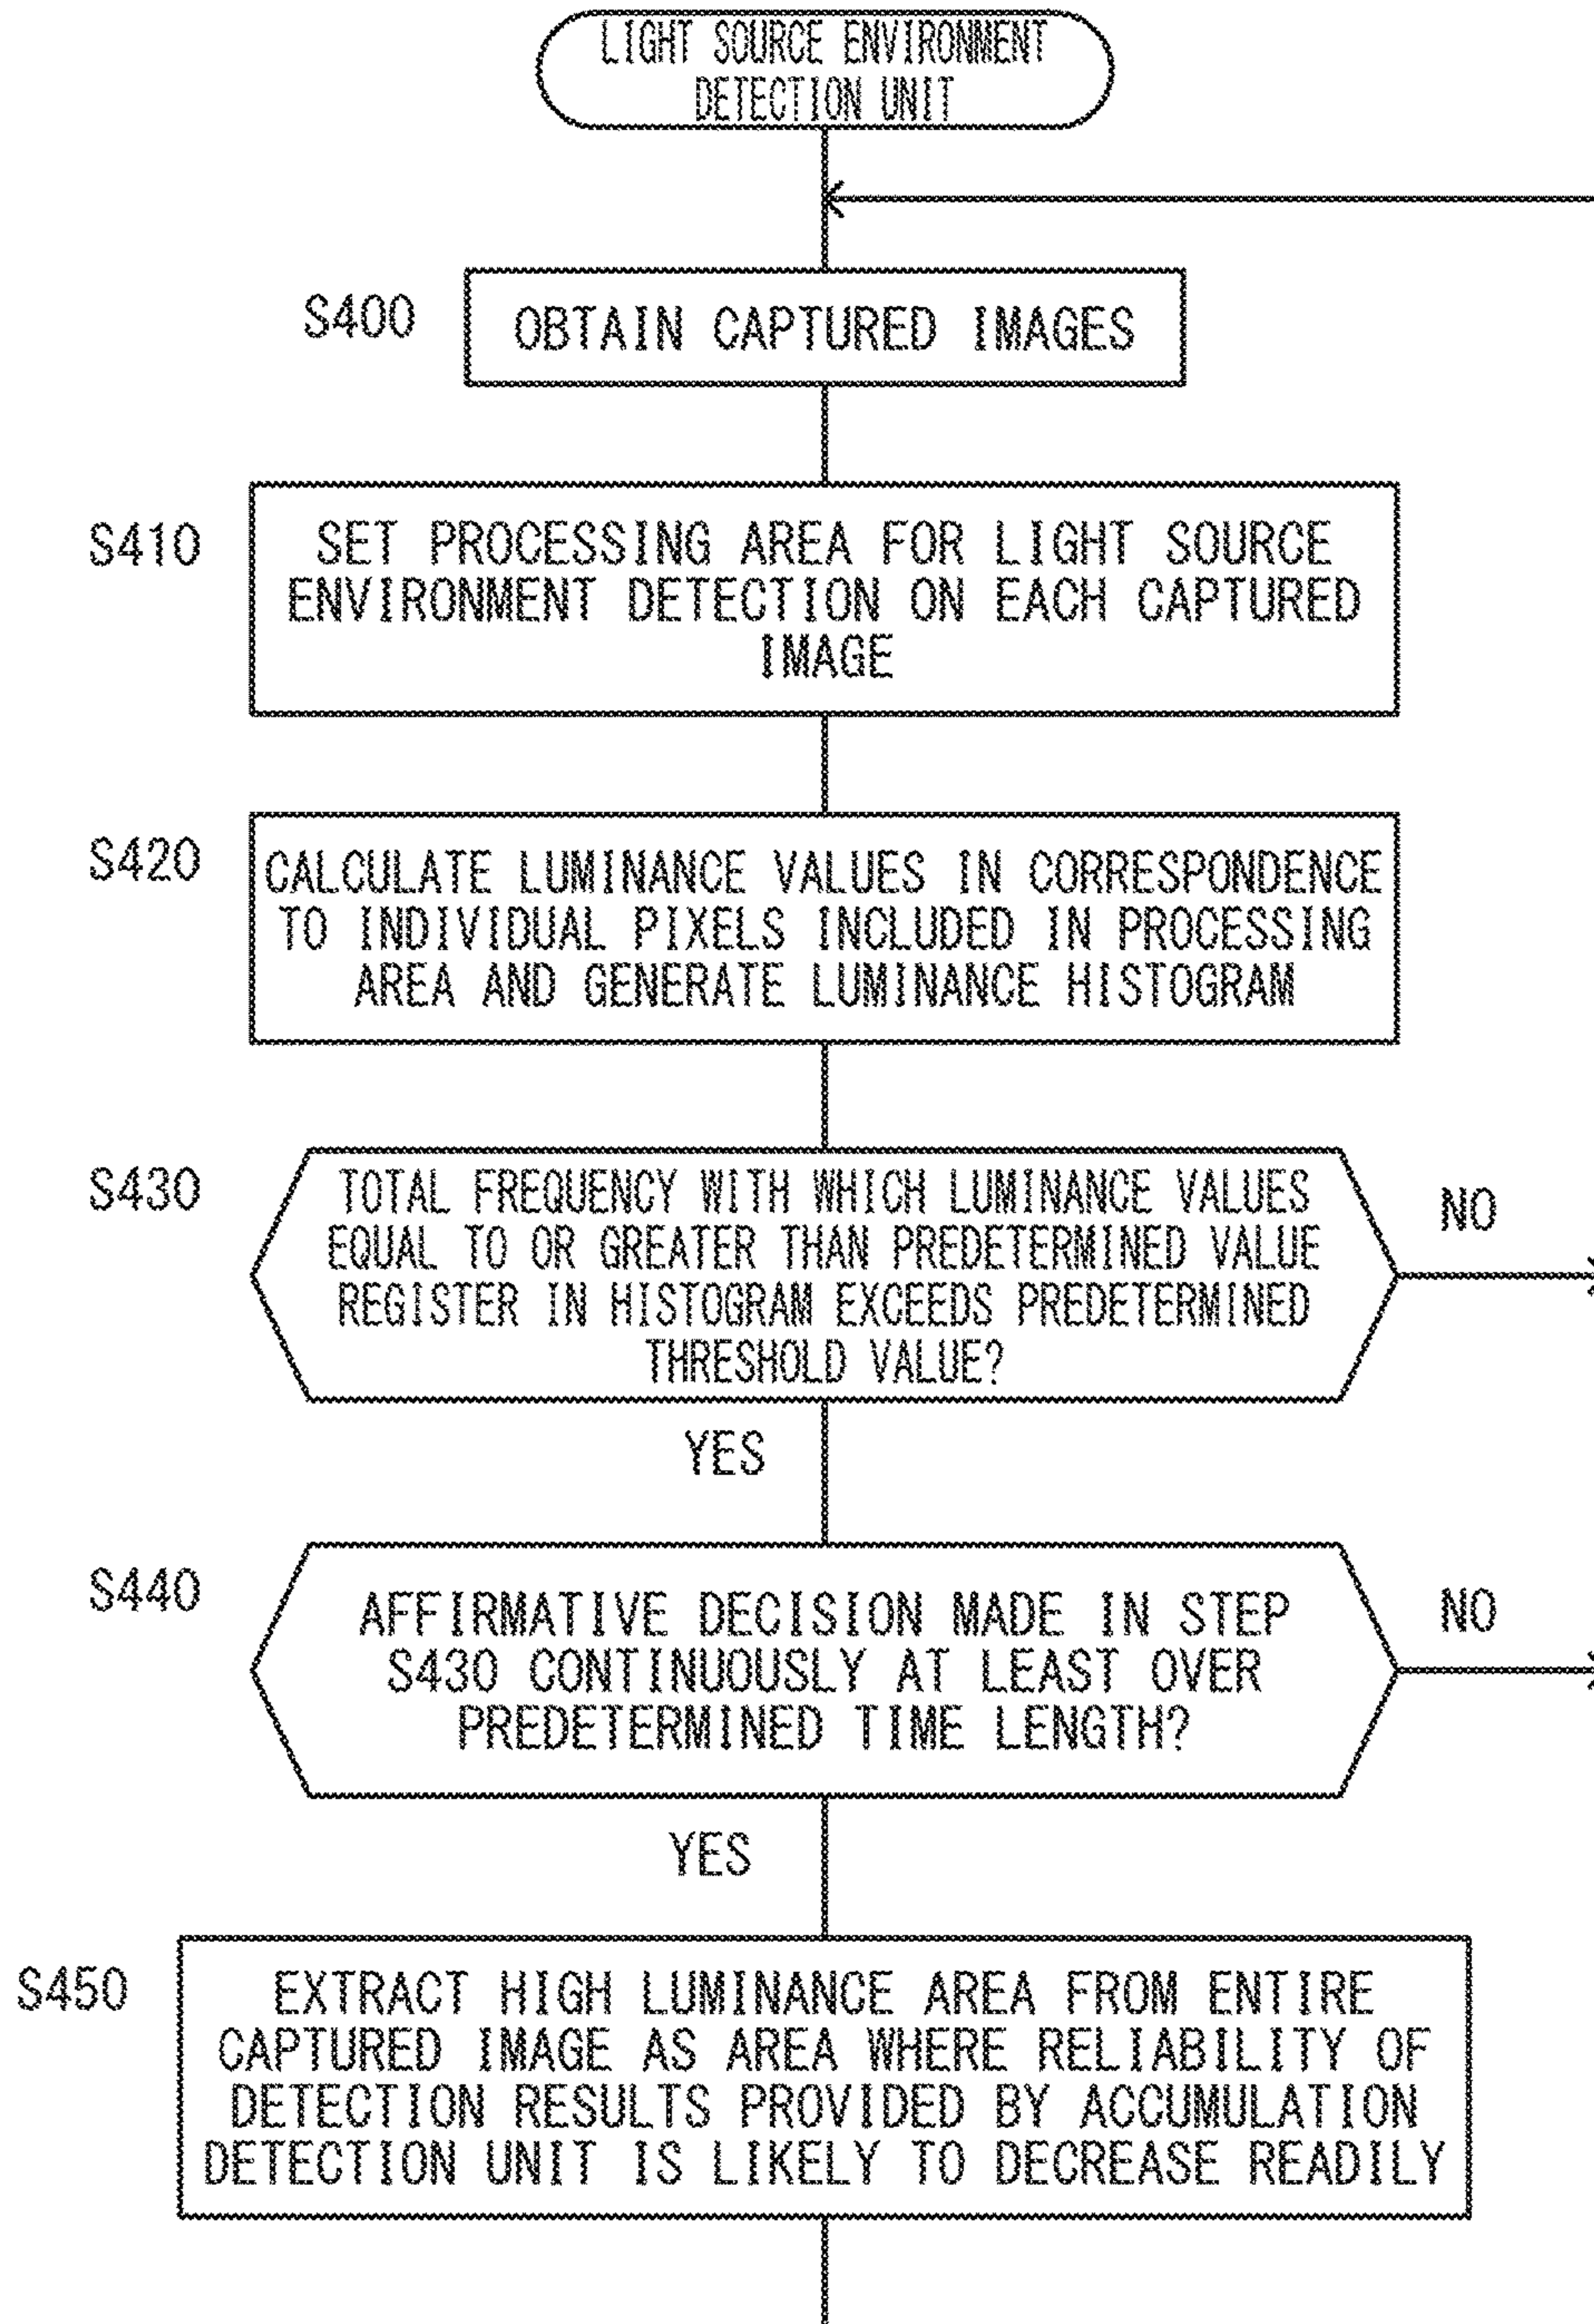 LIGHT SOURCE ENVIRONMENT
DETECTION UNIT
S400
OBTAIN CAPTURED IMAGES
S410
SET PROCESSING AREA FOR LIGHT SOURCE
ENVIRONMENT DETECTION ON EACH CAPTURED
IMAGE
S420
CALCULATE LUMINANCE VALUES IN CORRESPONDENCE
TO INDIVIDUAL PIXELS INCLUDED IN PROCESSING
AREA AND GENERATE LUMINANCE HISTOGRAM
S430
TOTAL FREQUENCY WITH WHICH LUMINANCE VALUES
EQUAL TO OR GREATER THAN PREDETERMINED VALUE
REGISTER IN HISTOGRAM EXCEEDS PREDETERMINED
THRESHOLD VALUE?
NO
YES
S440
AFFIRMATIVE DECISION MADE IN STEP
S430 CONTINUOUSLY AT LEAST OVER
PREDETERMINED TIME LENGTH?
NO
YES
S450
EXTRACT HIGH LUMINANCE AREA FROM ENTIRE
CAPTURED IMAGE AS AREA WHERE RELIABILITY OF
DETECTION RESULTS PROVIDED BY ACCUMULATION
DETECTION UNIT IS LIKELY TO DECREASE READILY